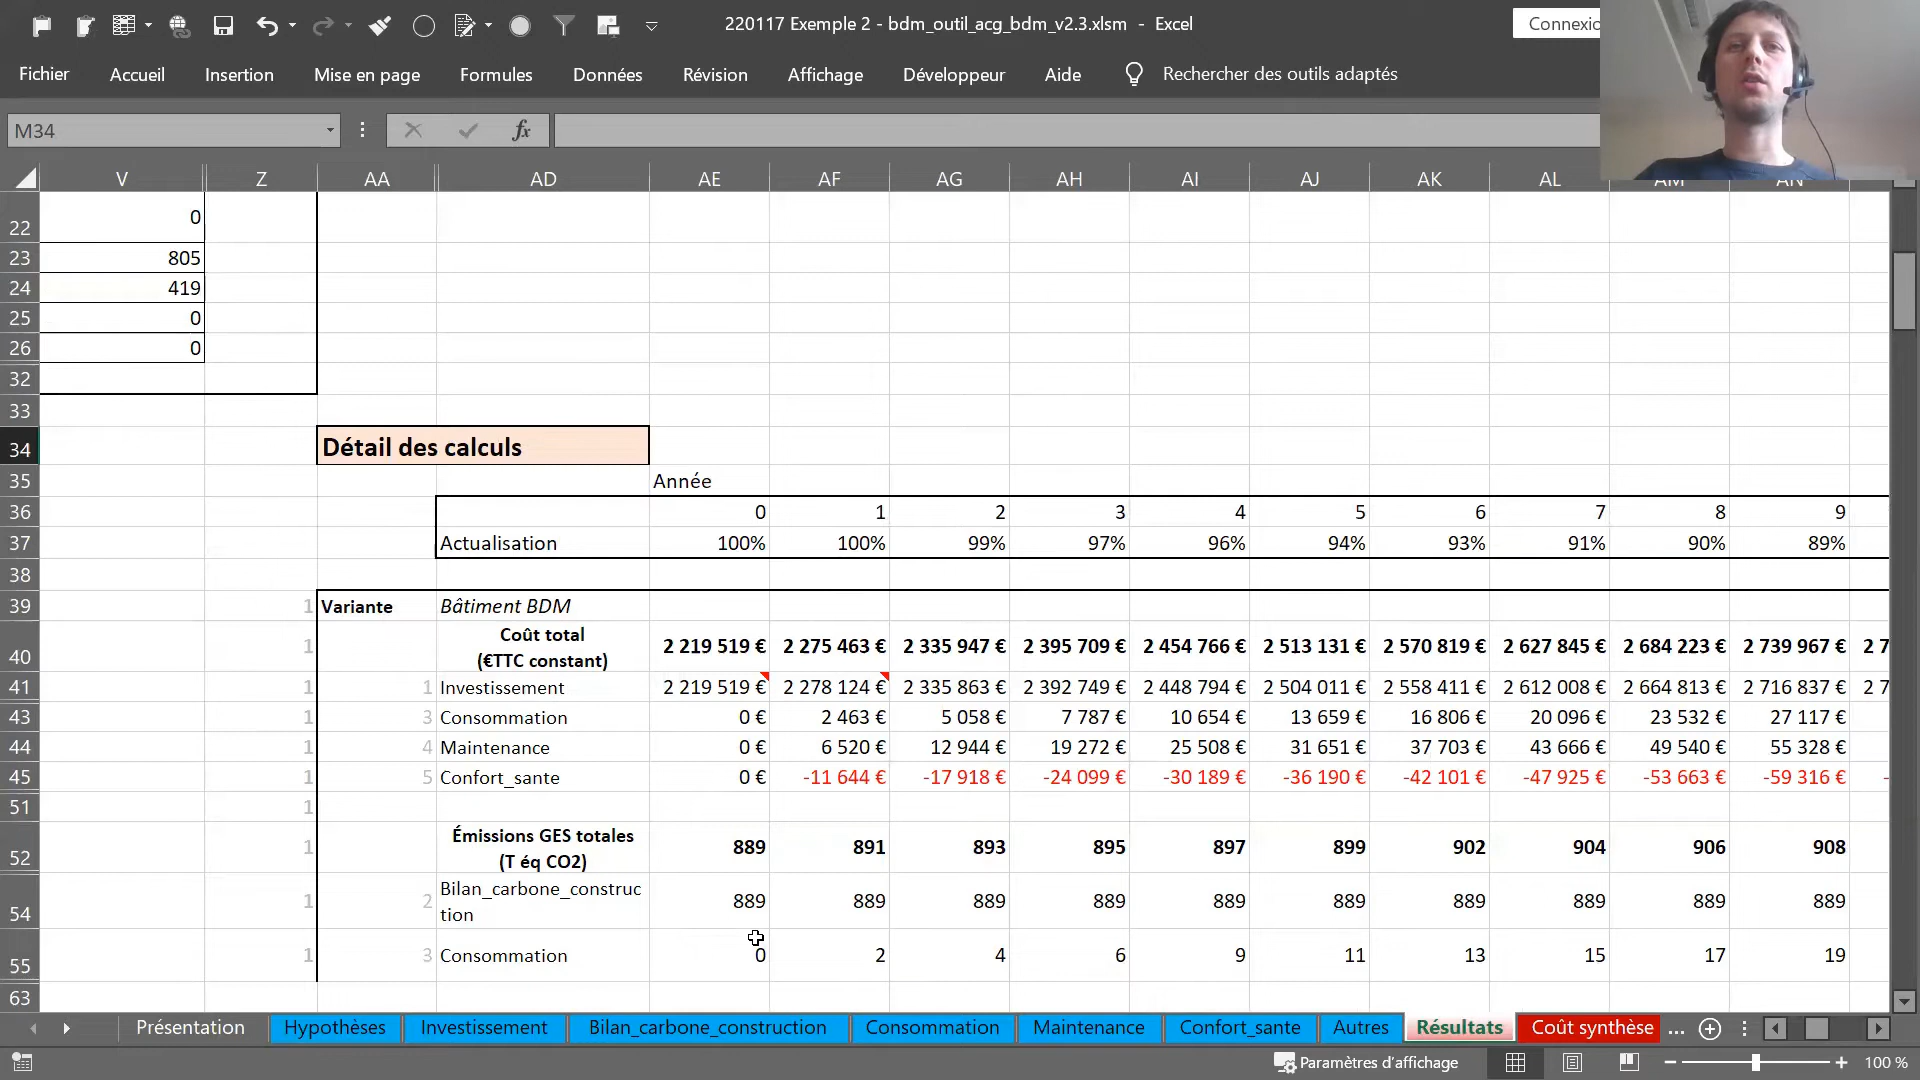 220117 Exemple 2 - bdm_outil_acg_bdm_v2.3.xlsm - Excel
Connexio
Fichier Accueil Insertion Mise en page Formules Données Révision Affichage Développeur Aide Rechercher des outils adaptés
M34 fx
V Z AA AD AE AF AG AH AI AJ AK AL AM AN
22 0
23 805
24 419
25 0
26 0
32
33
34 Détail des calculs
35 Année
36 0 1 2 3 4 5 6 7 8 9
37 Actualisation 100% 100% 99% 97% 96% 94% 93% 91% 90% 89%
38
39 1 Variante Bâtiment BDM
Coût total
40 1 (€TTC constant) 2 219 519 € 2 275 463 € 2 335 947 € 2 395 709 € 2 454 766 € 2 513 131 € 2 570 819 € 2 627 845 € 2 684 223 € 2 739 967 € 2 7
41 1 1 Investissement 2 219 519 € 2 278 124 € 2 335 863 € 2 392 749 € 2 448 794 € 2 504 011 € 2 558 411 € 2 612 008 € 2 664 813 € 2 716 837 € 2 7
43 1 3 Consommation 0 € 2 463 € 5 058 € 7 787 € 10 654 € 13 659 € 16 806 € 20 096 € 23 532 € 27 117 €
44 1 4 Maintenance 0 € 6 520 € 12 944 € 19 272 € 25 508 € 31 651 € 37 703 € 43 666 € 49 540 € 55 328 €
45 1 5 Confort_sante 0 € -11 644 € -17 918 € -24 099 € -30 189 € -36 190 € -42 101 € -47 925 € -53 663 € -59 316 € -
51 1
Émissions GES totales
52 1 (T éq CO2) 889 891 893 895 897 899 902 904 906 908
Bilan_carbone_construc
54 1 2 tion 889 889 889 889 889 889 889 889 889 889
55 1 3 Consommation 0 2 4 6 9 11 13 15 17 19
63
Présentation Hypothèses Investissement Bilan_carbone_construction Consommation Maintenance Confort_sante Autres Résultats Coût synthèse ...
Paramètres d'affichage 100 %